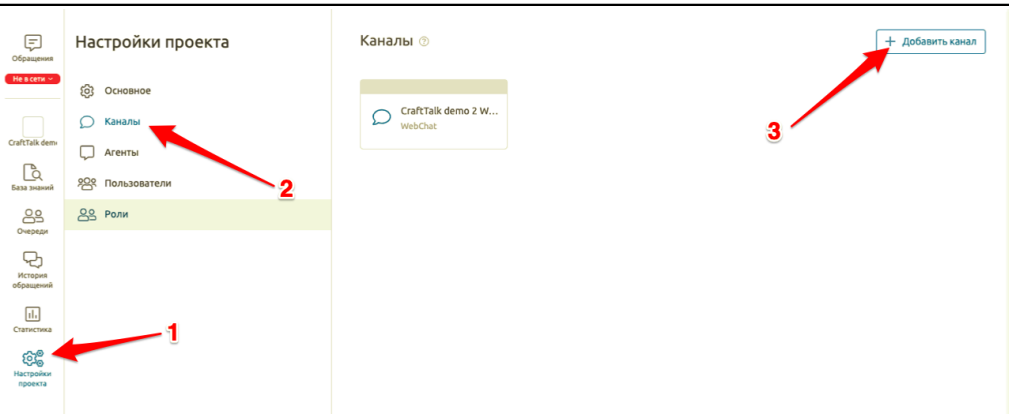 Обращения
Не в сети
CraftTalk dem
База знаний
Очереди
История
обращений
Статистика
Настройки
проекта
1
Настройки проекта
Основное
Каналы
Агенты
Пользователи
Роли
2
Каналы ?
+ Добавить канал
CraftTalk demo 2 W...
WebChat
3